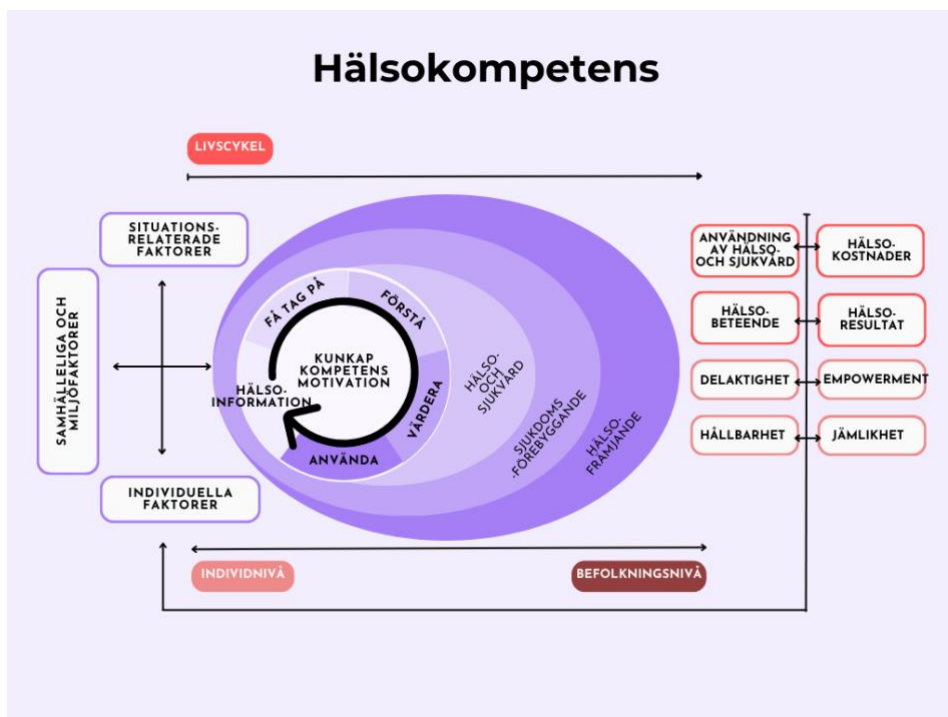 Hälsokompetens
LIVSCYKEL
SITUATIONS-
RELATERADE
FAKTORER
SAMHÄLLELIGA OCH
MILJÖFAKTORER
INDIVIDUELLA
FAKTORER
FÅ TAG PÅ
FÖRSTÅ
VÄRDERA
ANVÄNDA
KUNKAP
KOMPETENS
MOTIVATION
HÄLSO-
INFORMATION
HÄLSO-
OCH
SJUKVÅRD
SJUKDOMS
-FÖREBYGGANDE
HÄLSO.
FRÄMJANDE
ANVÄNDNING
AV HÄLSO-
OCH SJUKVÅRD
HÄLSO-
KOSTNADER
HÄLSO-
BETEENDE
HÄLSO-
RESULTAT
DELAKTIGHET
EMPOWERMENT
HÅLLBARHET
JÄMLIKHET
INDIVIDNIVÅ
BEFOLKNINGSNIVÅ